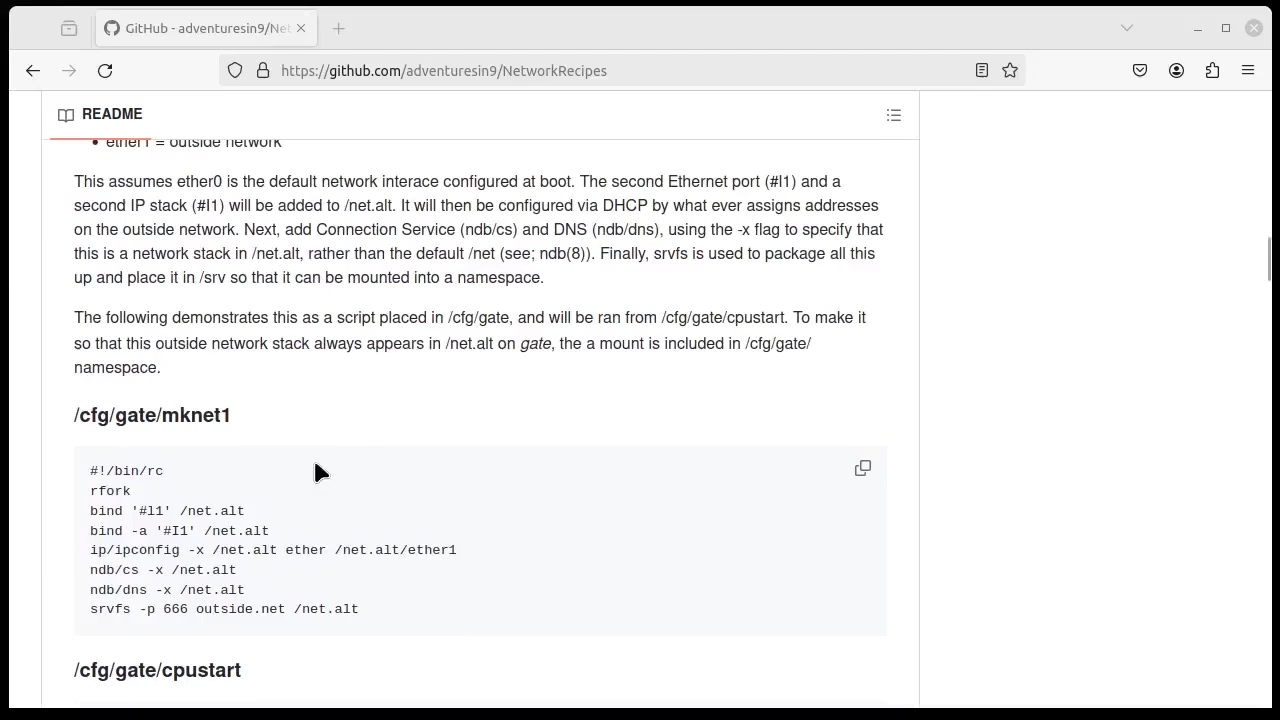 GitHub - adventuresin9/Net
https://github.com/adventuresin9/NetworkRecipes
README
ether1 = outside network
This assumes ether0 is the default network interace configured at boot. The second Ethernet port (#l1) and a
second IP stack (#I1) will be added to /net.alt. It will then be configured via DHCP by what ever assigns addresses
on the outside network. Next, add Connection Service (ndb/cs) and DNS (ndb/dns), using the -x flag to specify that
this is a network stack in /net.alt, rather than the default /net (see; ndb(8)). Finally, srvfs is used to package all this
up and place it in /srv so that it can be mounted into a namespace.
The following demonstrates this as a script placed in /cfg/gate, and will be ran from /cfg/gate/cpustart. To make it
so that this outside network stack always appears in /net.alt on gate, the a mount is included in /cfg/gate/
namespace.
/cfg/gate/mknet1
#!/bin/rc
rfork
bind '#l1' /net.alt
bind -a '#I1' /net.alt
ip/ipconfig -x /net.alt ether /net.alt/ether1
ndb/cs -x /net.alt
ndb/dns -x /net.alt
srvfs -p 666 outside.net /net.alt
/cfg/gate/cpustart